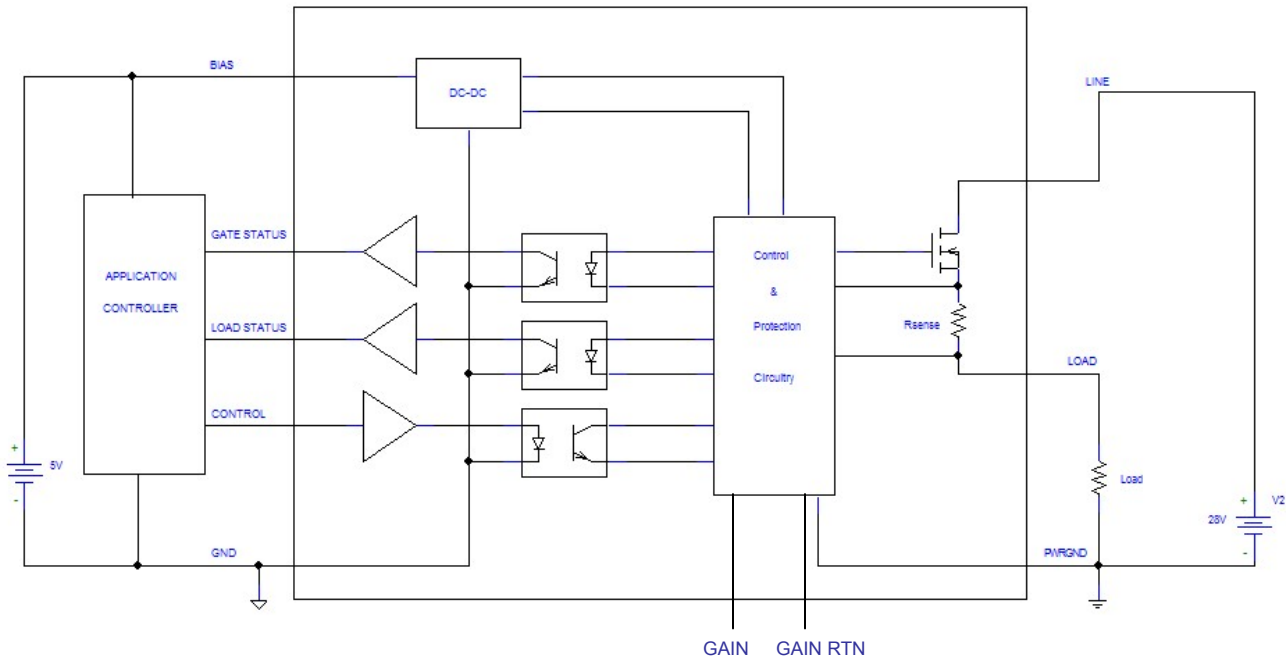 BIAS
DC-DC
LINE
GATE STATUS
APPLICATION
CONTROLLER
LOAD STATUS
CONTROL
Control
&
Protection
Circuitry
Rsense
LOAD
+
5V
-
Load
+
V2
28V
-
GND
PWRGND
GAIN
GAIN RTN